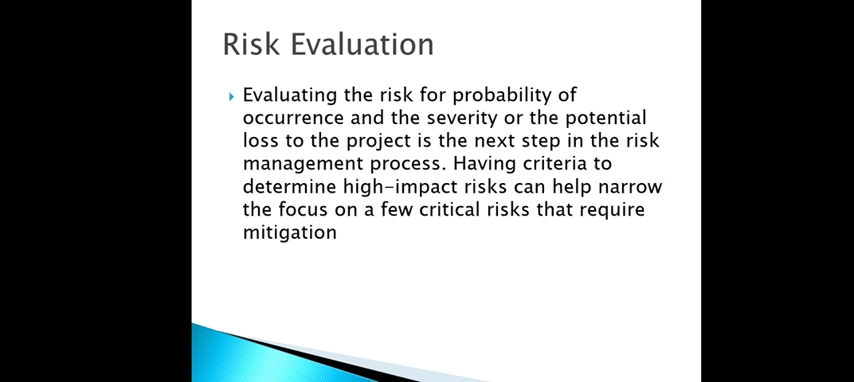 Risk Evaluation
Evaluating the risk for probability of
occurrence and the severity or the potential
loss to the project is the next step in the risk
management process. Having criteria to
determine high-impact risks can help narrow
the focus on a few critical risks that require
mitigation